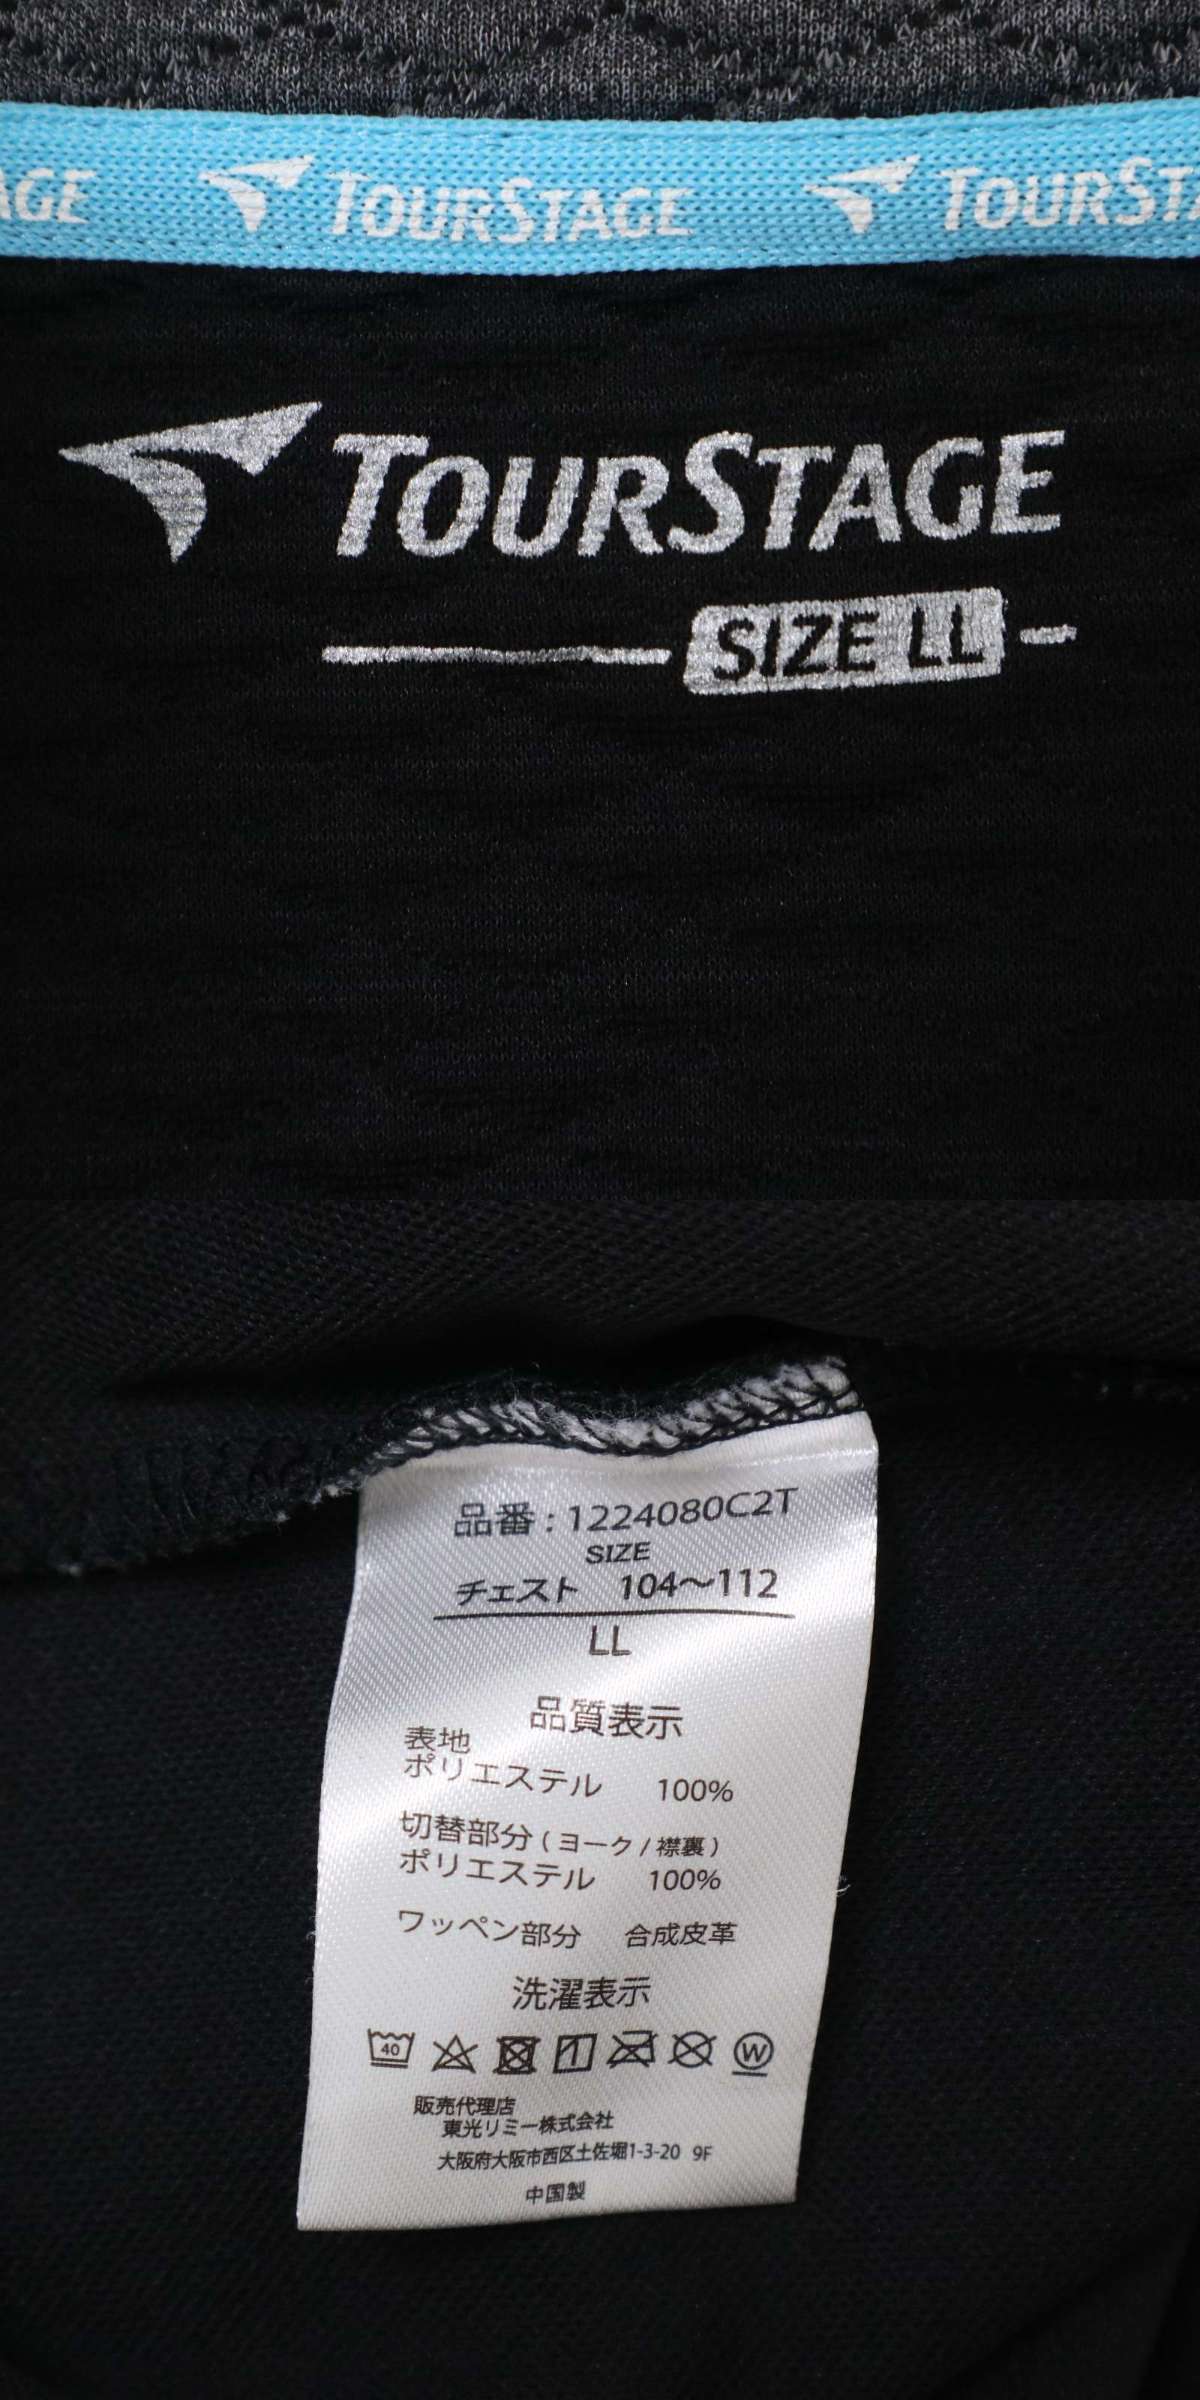 AGE TOURSTAGE TOURST
TOURSTAGE
SIZE LL
品番 : 1224080C2T
SIZE
チェスト 104〜112
LL
品質表示
表地
ポリエステル 100%
切替部分 ( ヨーク / 襟裏 )
ポリエステル 100%
ワッペン部分 合成皮革
洗濯表示
40 W
販売代理店
東光リミー株式会社
大阪府大阪市西区土佐堀1-3-20 9F
中国製